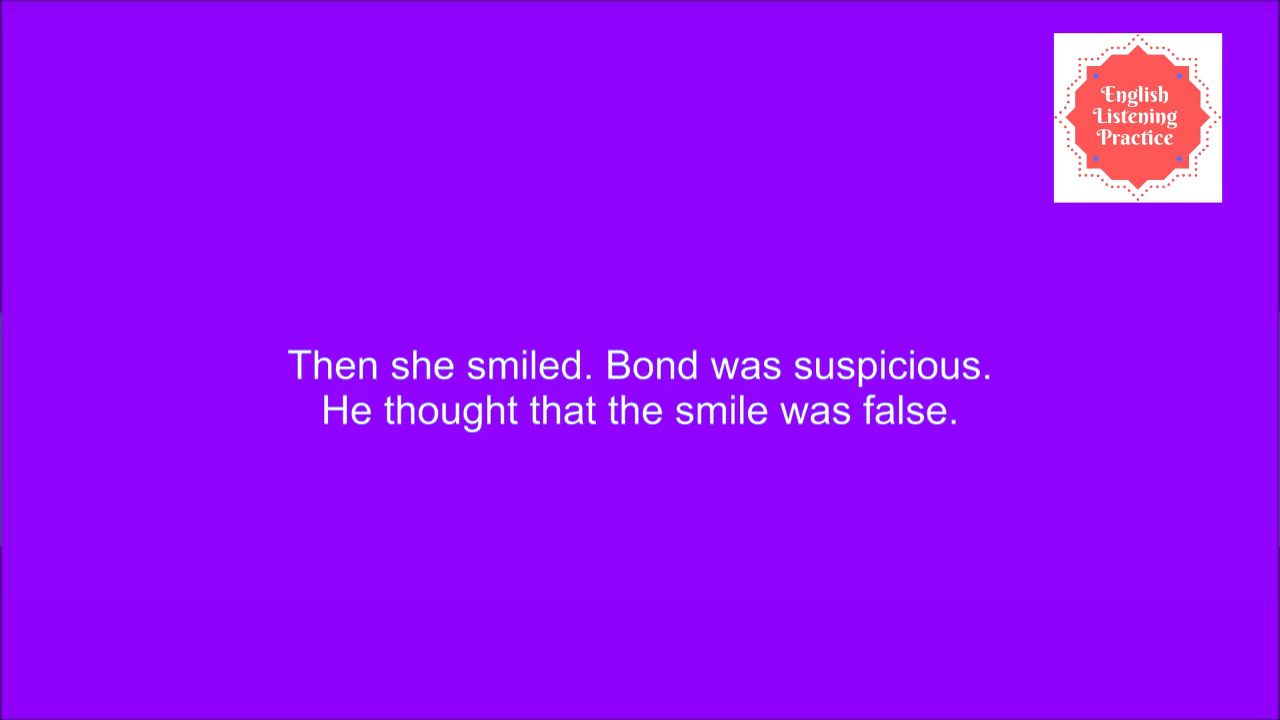 English
Listening
Practice
Then she smiled. Bond was suspicious.
He thought that the smile was false.